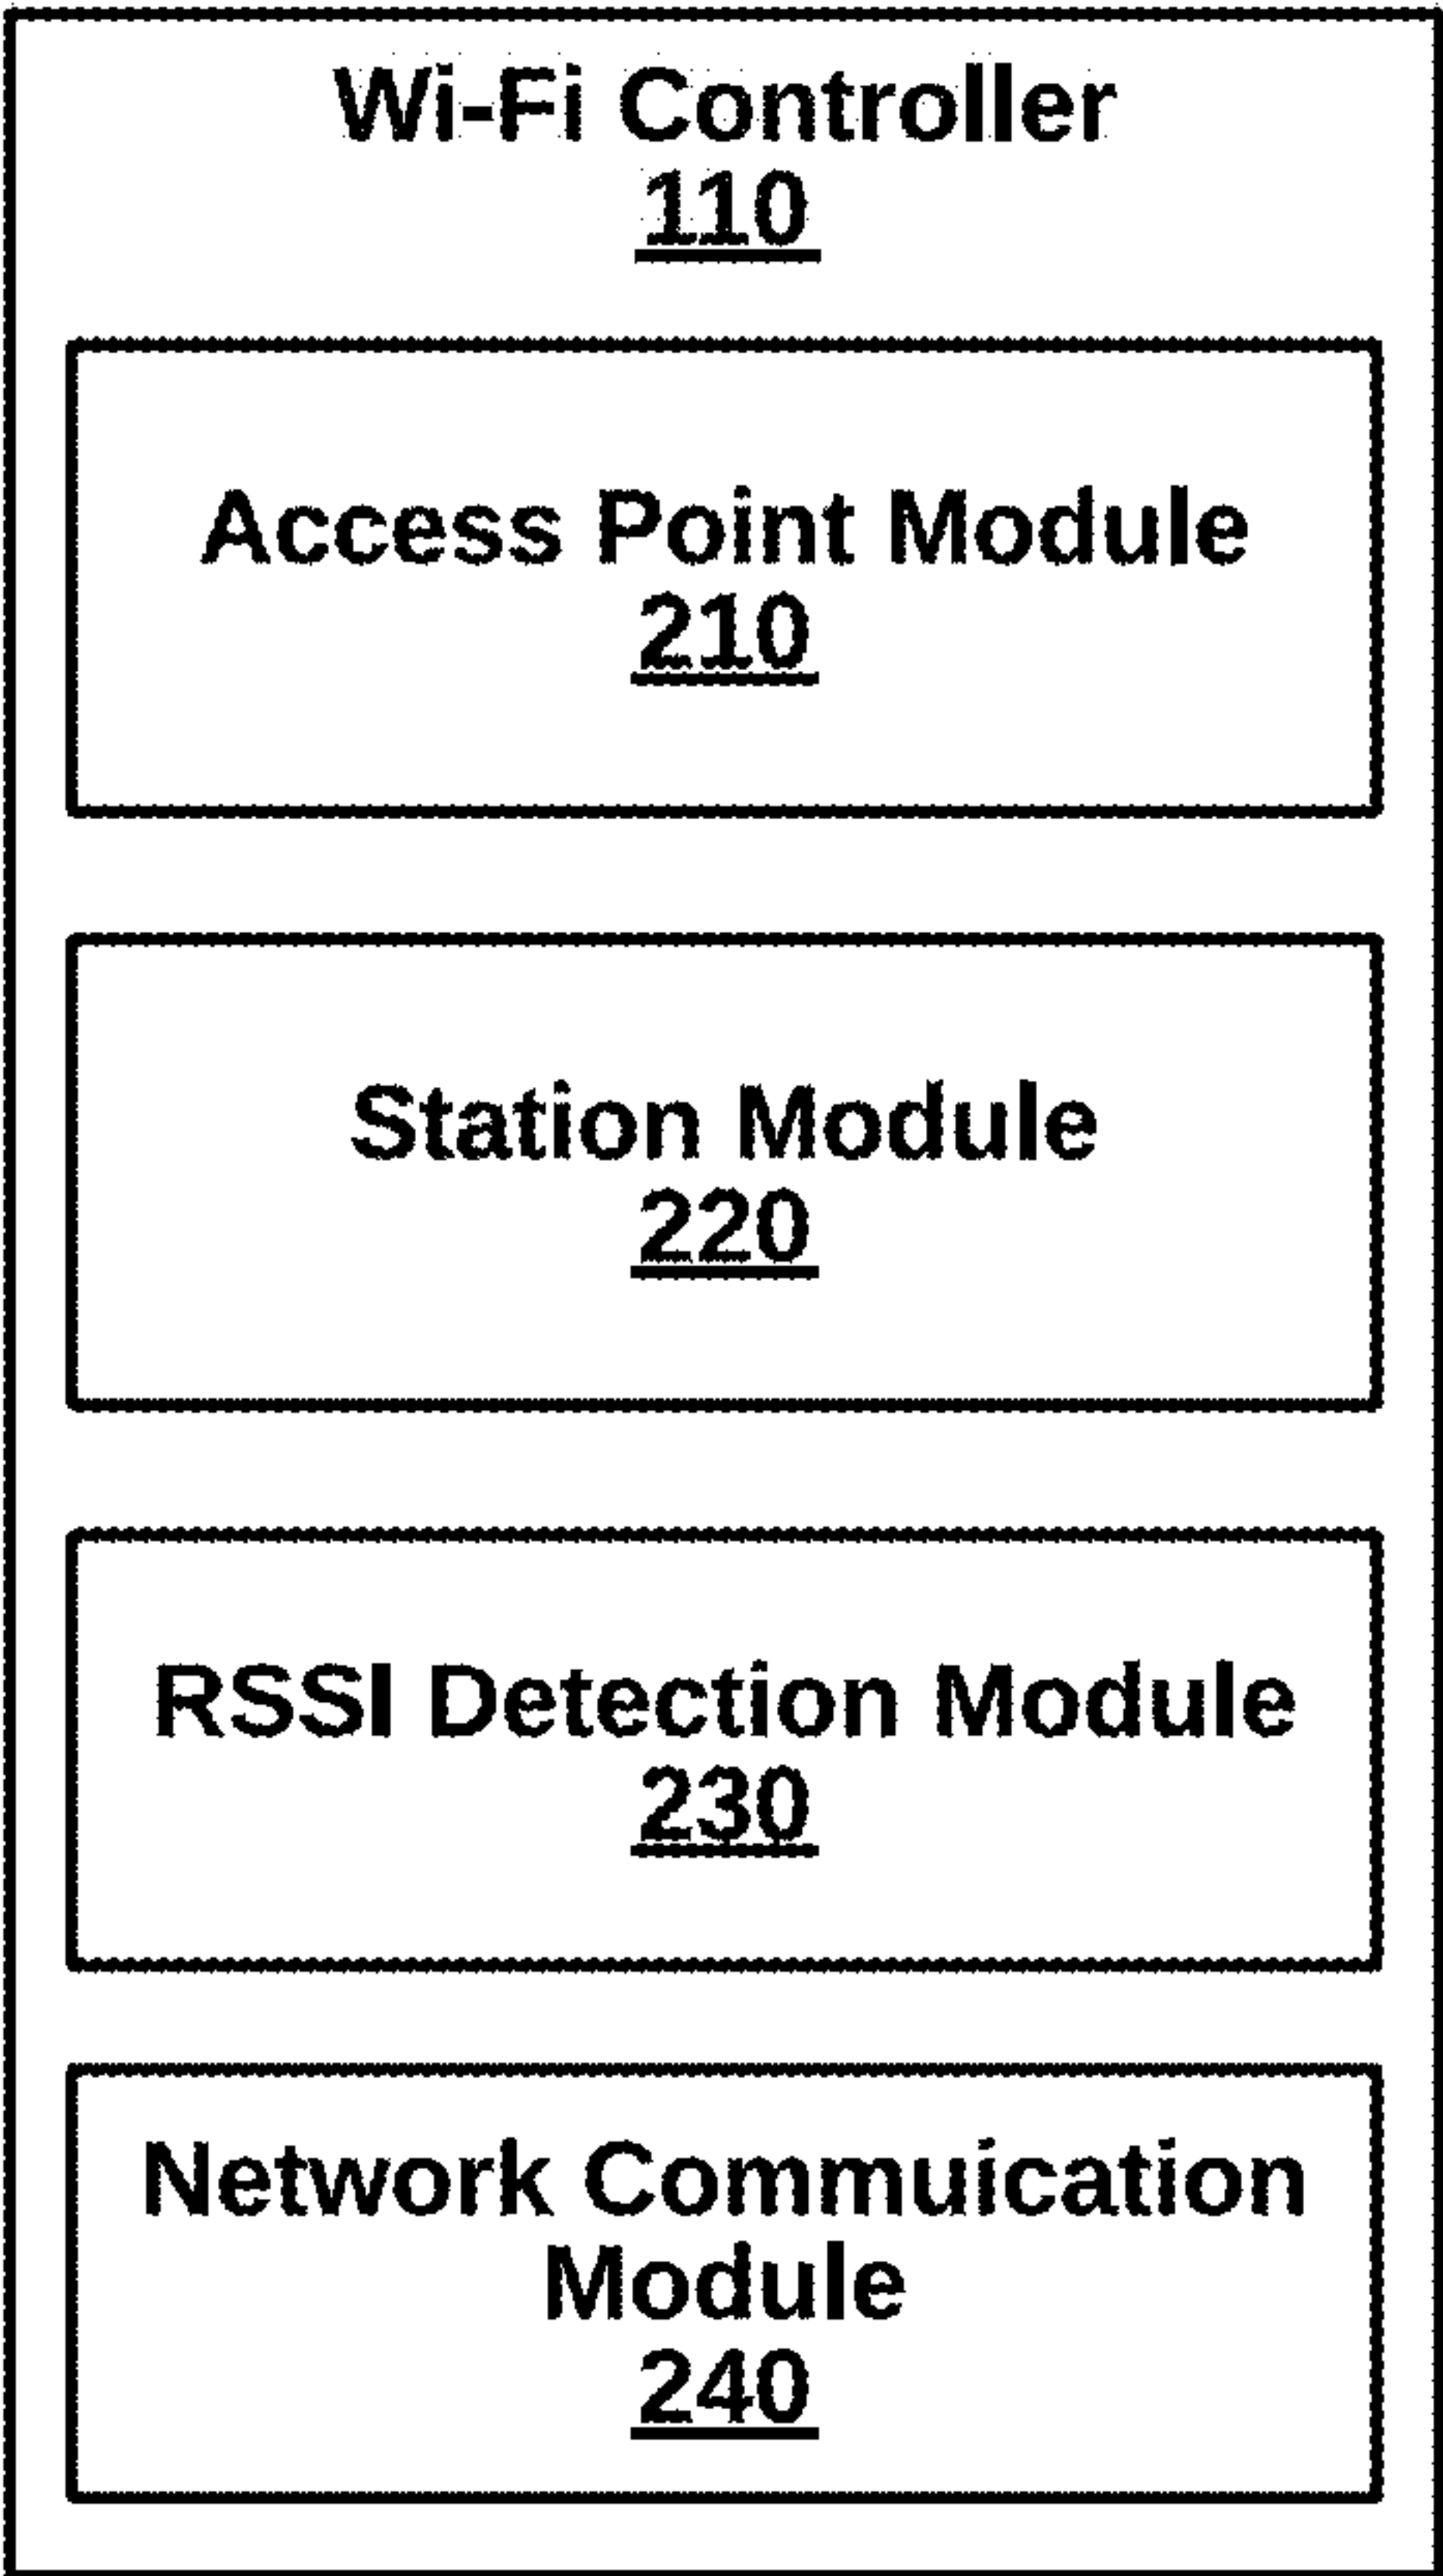 Wi-Fi Controller
110
Access Point Module
210
Station Module
220
RSSI Detection Module
230
Network Commuication
Module
240